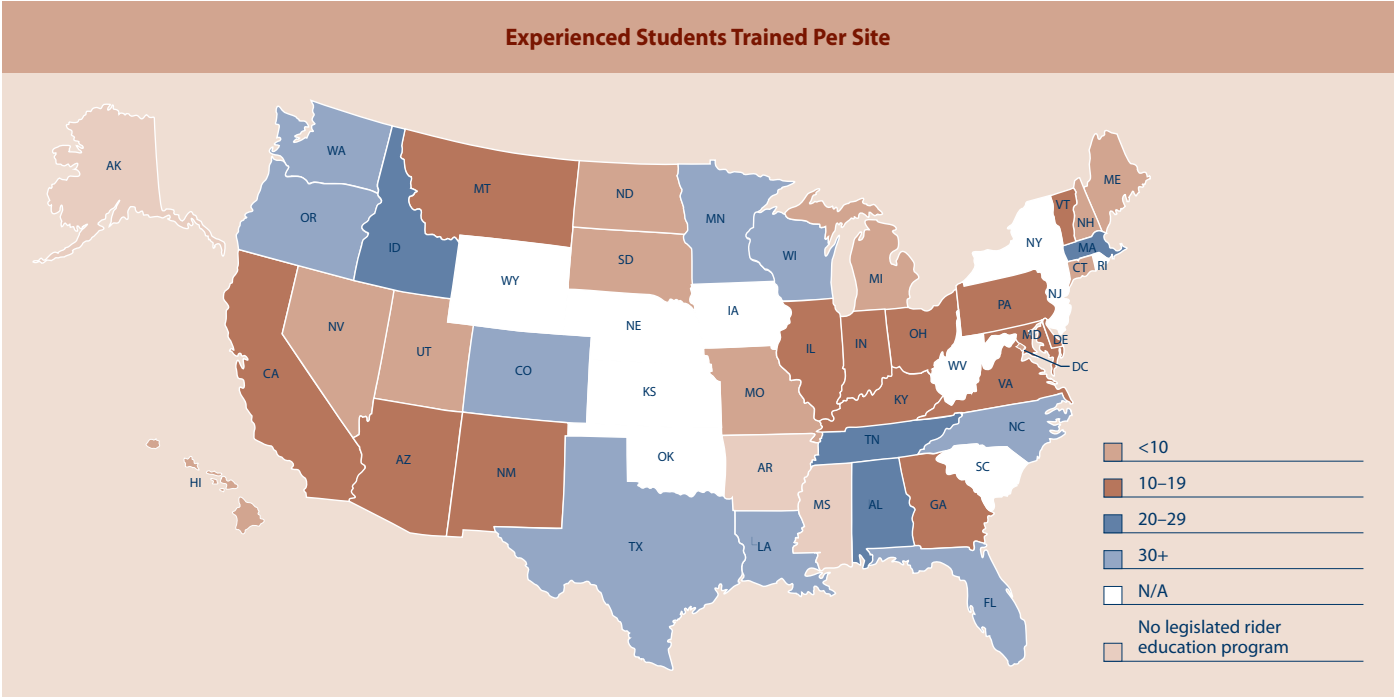 Experienced Students Trained Per Site
AK
WA
MT
ND
MN
ME
VT
NH
OR
ID
SD
WI
MI
NY
MA
CT
RI
WY
IA
NE
PA
NJ
NV
UT
CO
IL
IN
OH
MD
DE
DC
WV
VA
CA
KS
MO
KY
NC
TN
AZ
NM
OK
AR
SC
HI
MS
AL
GA
TX
LA
FL
<10
10–19
20–29
30+
N/A
No legislated rider
education program